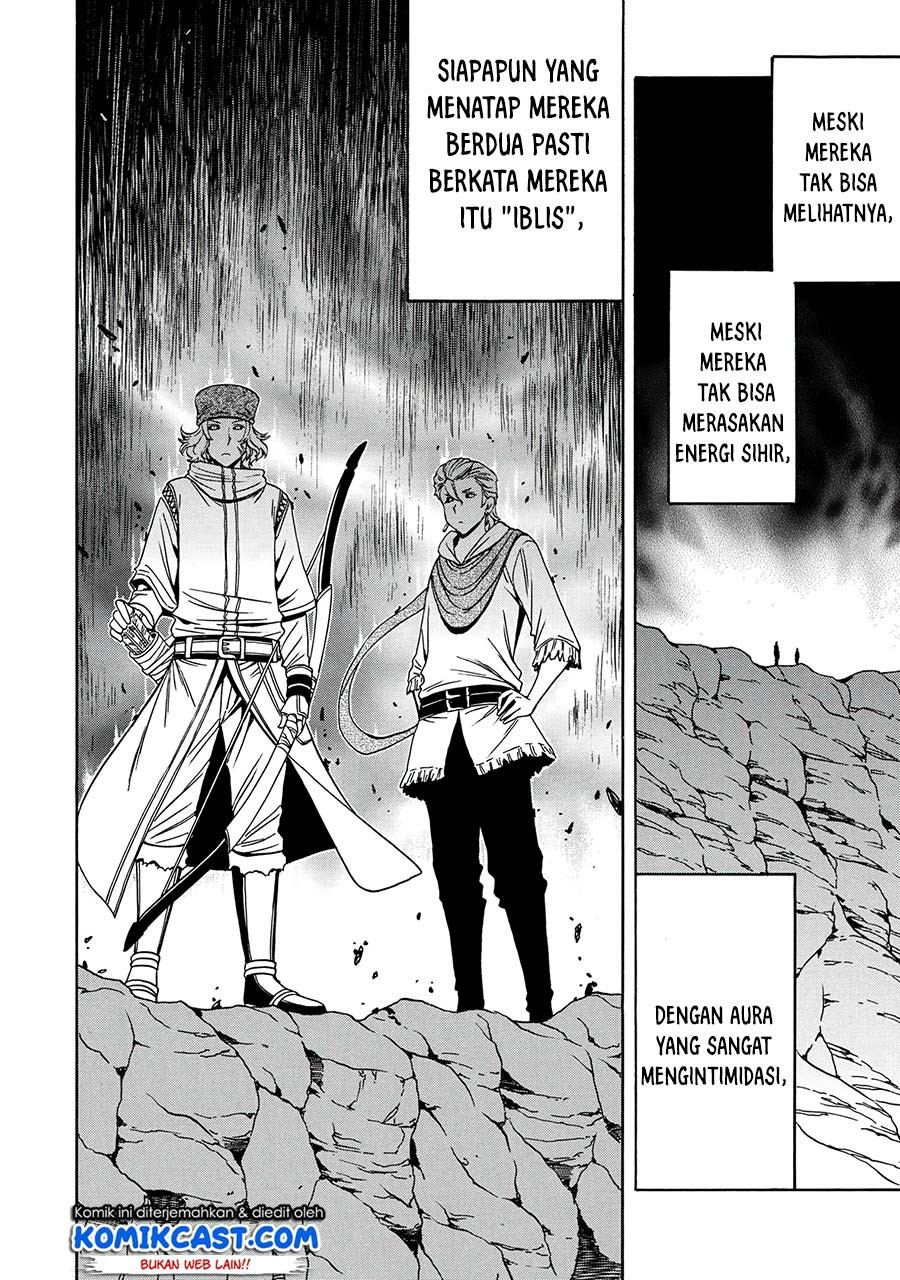 MESKI
MEREKA
TAK BISA
MELIHATNYA,
MESKI
MEREKA
TAK BISA
MERASAKAN
ENERGI SIHIR,
DENGAN AURA
YANG SANGAT
MENGINTIMIDASI,
SIAPAPUN YANG
MENATAP MEREKA
BERDUA PASTI
BERKATA MEREKA
ITU "IBLIS",
Komik ini diterjemahkan & diedit oleh
KOMIKCAST.COM
BUKAN WEB LAIN!!